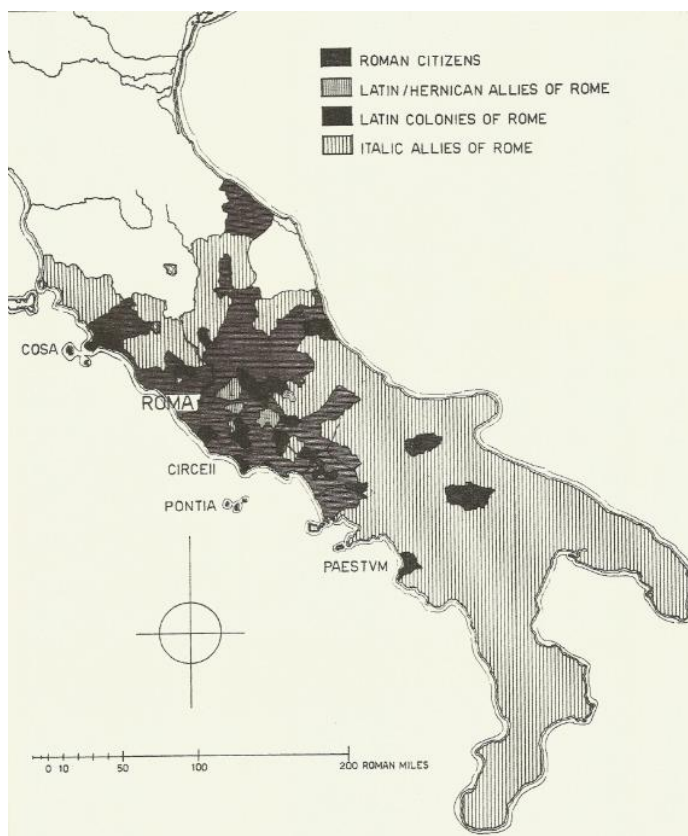 ROMAN CITIZENS
LATIN/HERNICAN ALLIES OF ROME
LATIN COLONIES OF ROME
ITALIC ALLIES OF ROME
COSA
ROMA
CIRCEII
PONTIA
PAESTVM
0 10 50 100 200 ROMAN MILES